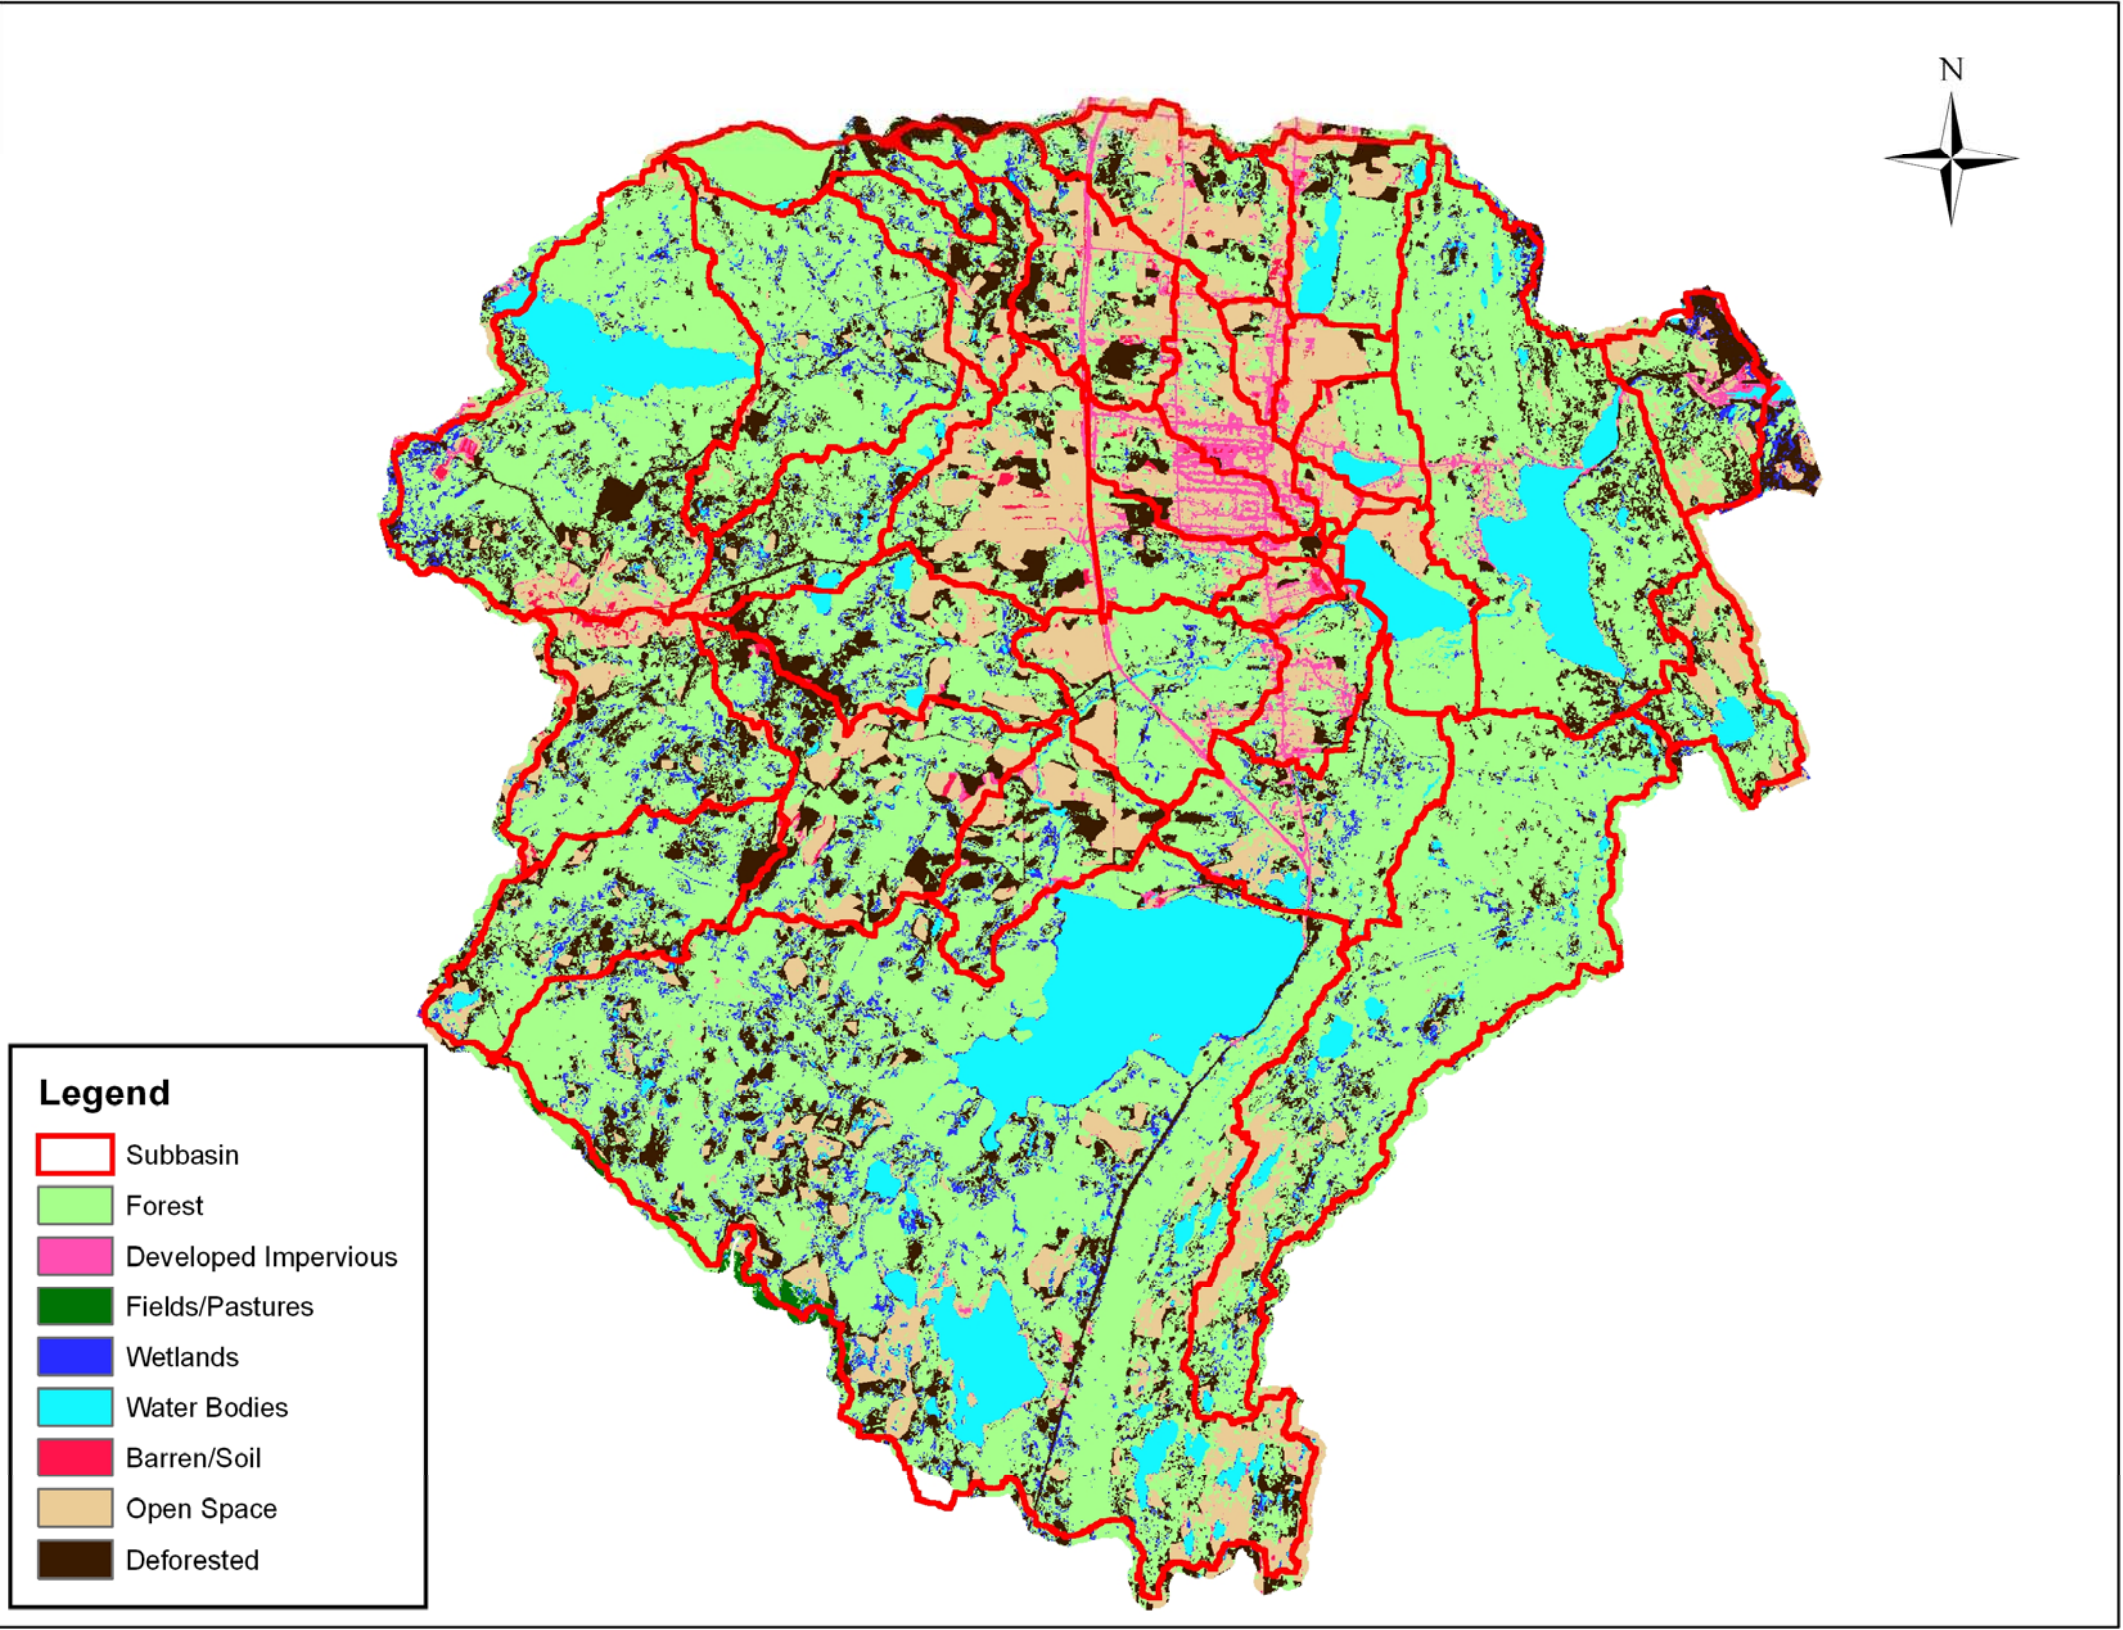 N
Legend
Subbasin
Forest
Developed Impervious
Fields/Pastures
Wetlands
Water Bodies
Barren/Soil
Open Space
Deforested